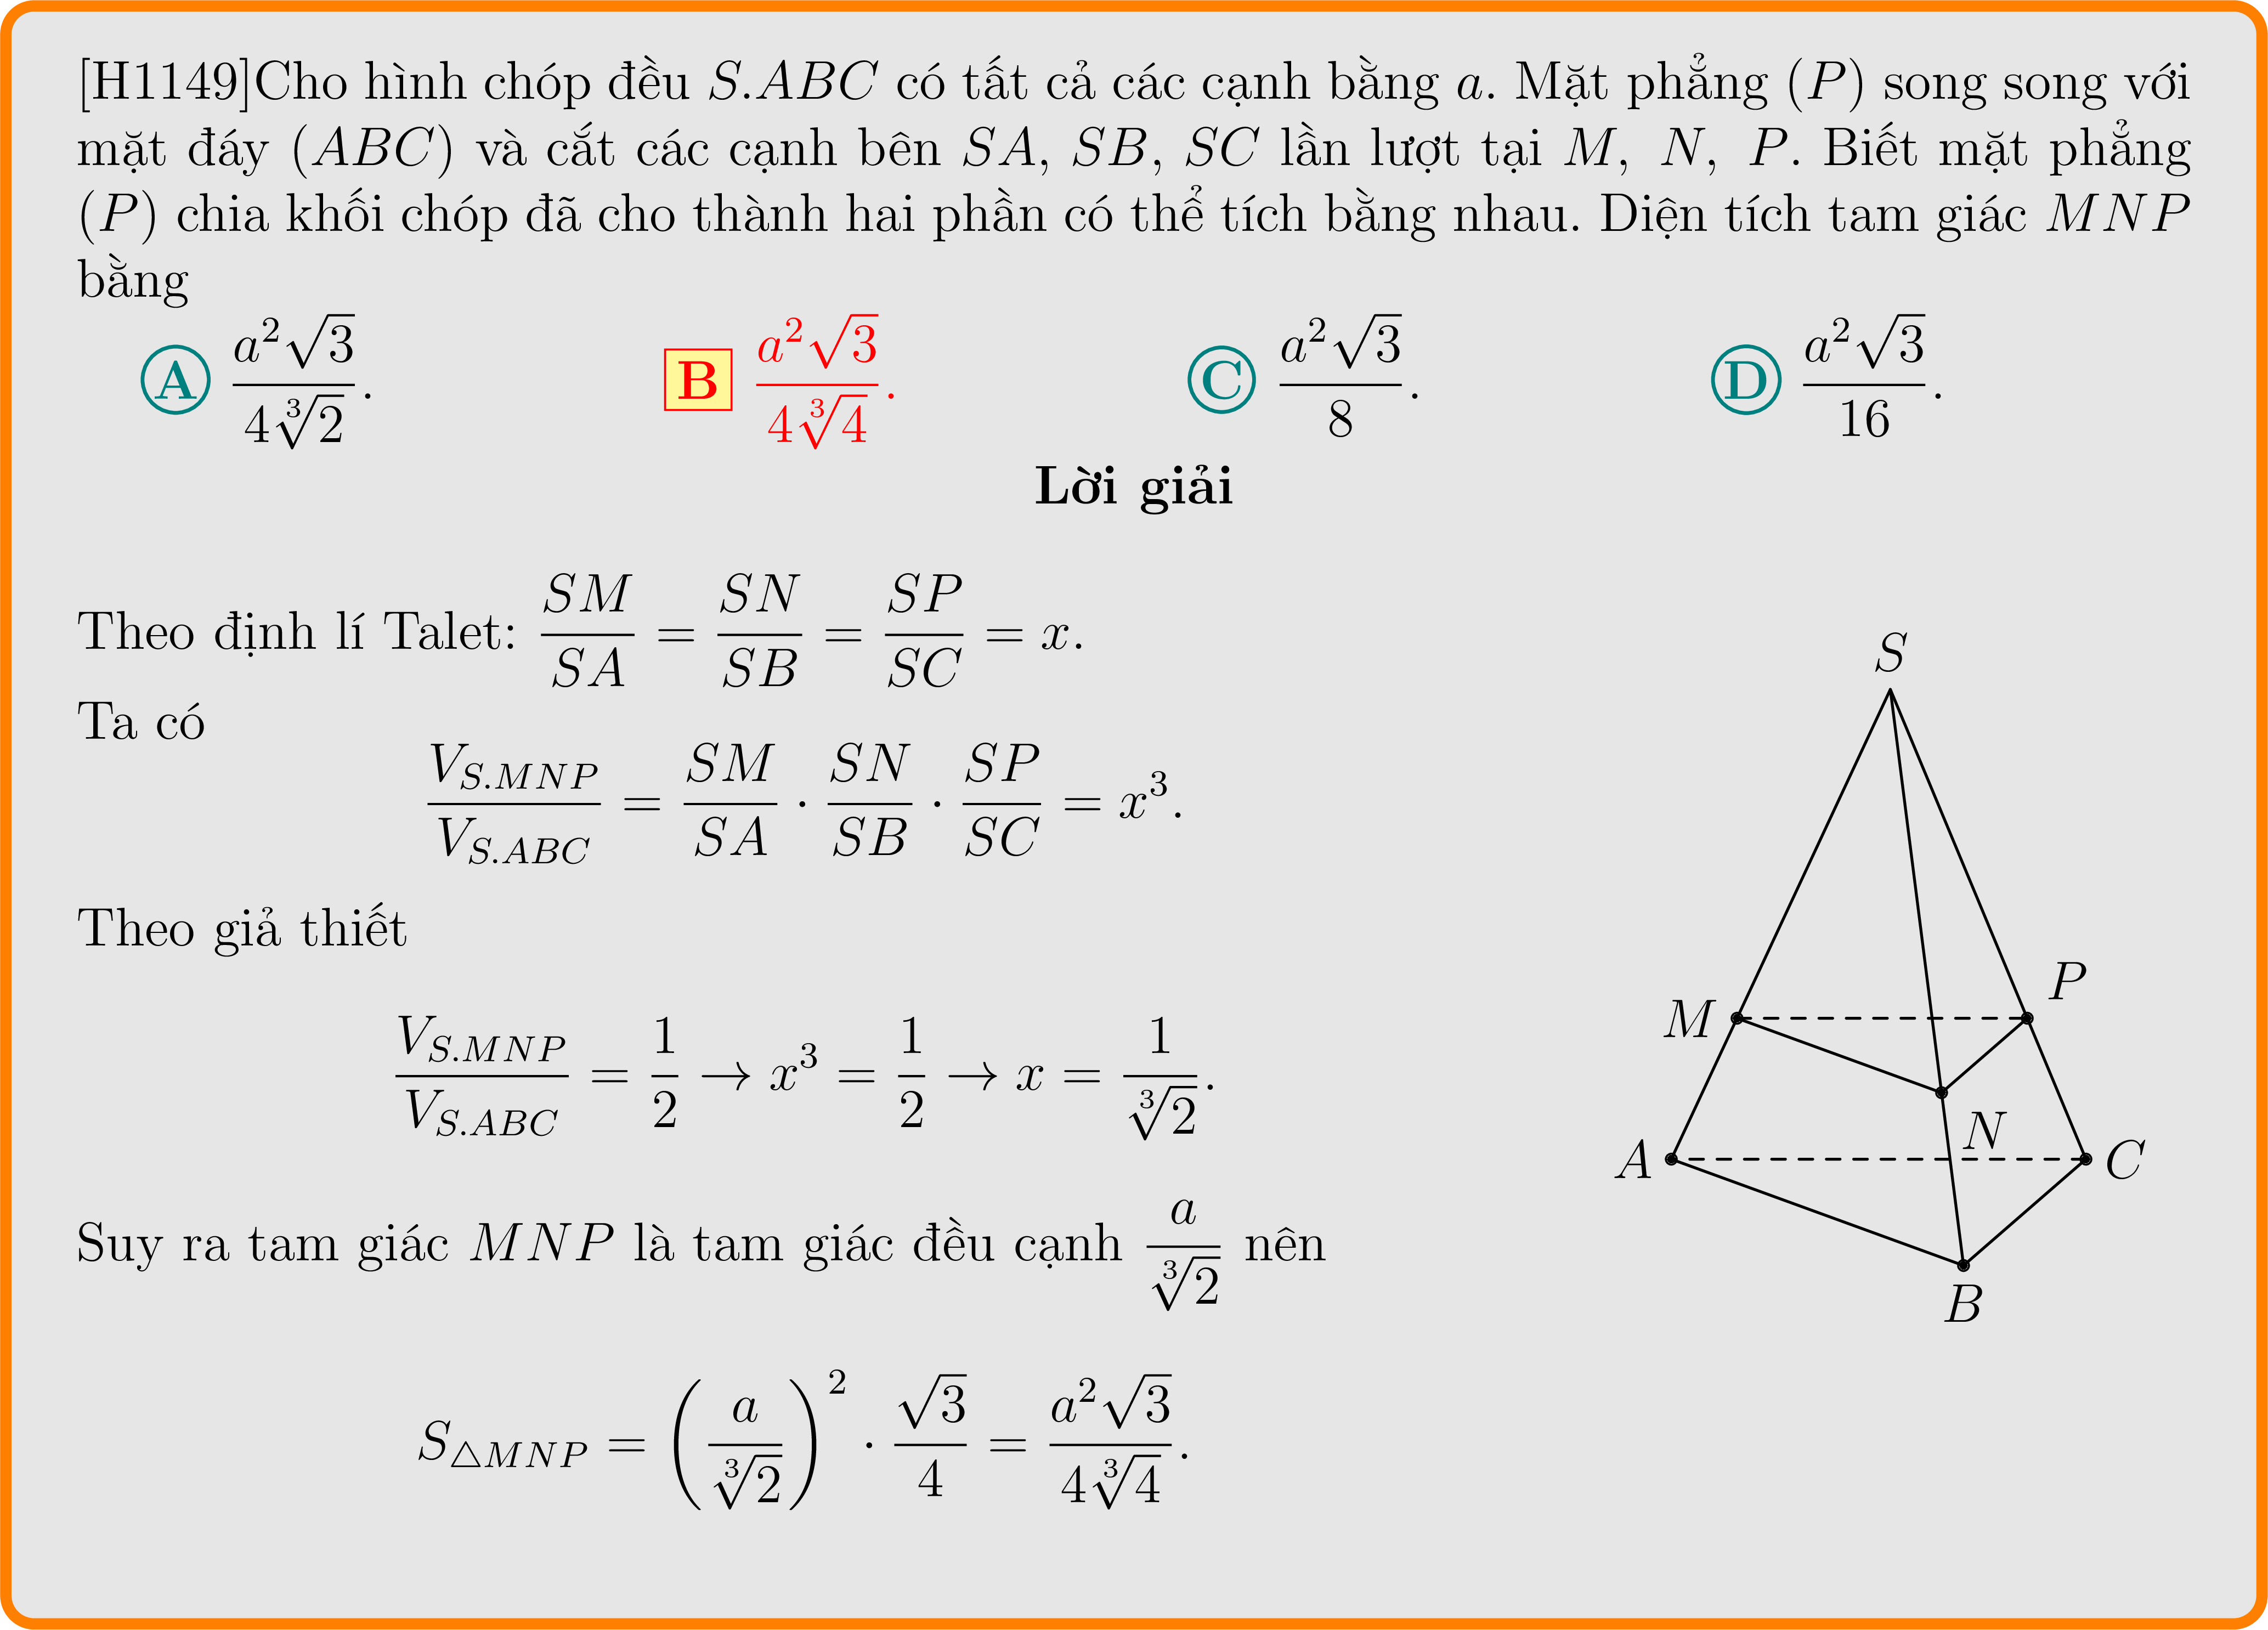 [H1149]Cho hình chóp đều S.ABC có tất cả các cạnh bằng a. Mặt phẳng (P) song song với
mặt đáy (ABC) và cắt các cạnh bên SA, SB, SC lần lượt tại M, N, P. Biết mặt phẳng
(P) chia khối chóp đã cho thành hai phần có thể tích bằng nhau. Diện tích tam giác MNP
bằng
A $\frac{a^2\sqrt{3}}{4\sqrt[3]{2}}$. B $\frac{a^2\sqrt{3}}{4\sqrt[3]{4}}$. C $\frac{a^2\sqrt{3}}{8}$. D $\frac{a^2\sqrt{3}}{16}$.
Lời giải
Theo định lí Talet: $\frac{SM}{SA} = \frac{SN}{SB} = \frac{SP}{SC} = x$.
Ta có
$\frac{V_{S.MNP}}{V_{S.ABC}} = \frac{SM}{SA} \cdot \frac{SN}{SB} \cdot \frac{SP}{SC} = x^3$.
Theo giả thiết
$\frac{V_{S.MNP}}{V_{S.ABC}} = \frac{1}{2} \rightarrow x^3 = \frac{1}{2} \rightarrow x = \frac{1}{\sqrt[3]{2}}$.
Suy ra tam giác MNP là tam giác đều cạnh $\frac{a}{\sqrt[3]{2}}$ nên
$S_{\triangle MNP} = \left(\frac{a}{\sqrt[3]{2}}\right)^2 \cdot \frac{\sqrt{3}}{4} = \frac{a^2\sqrt{3}}{4\sqrt[3]{4}}$.
S
P
M
N
A
C
B